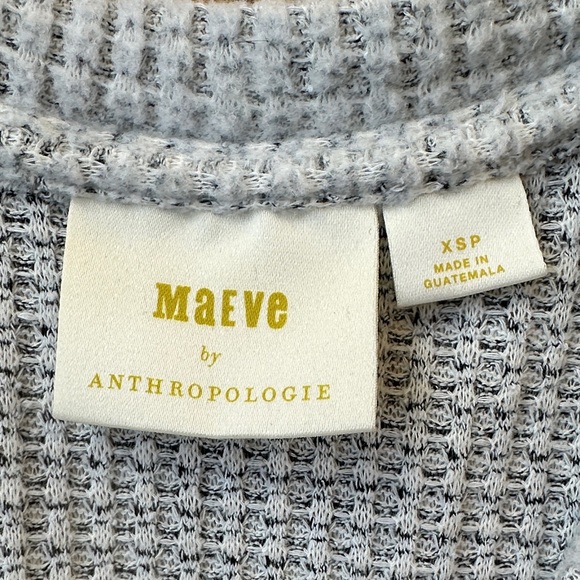 MAEVE
by
ANTHROPOLOGIE
XSP
MADE IN
GUATEMALA